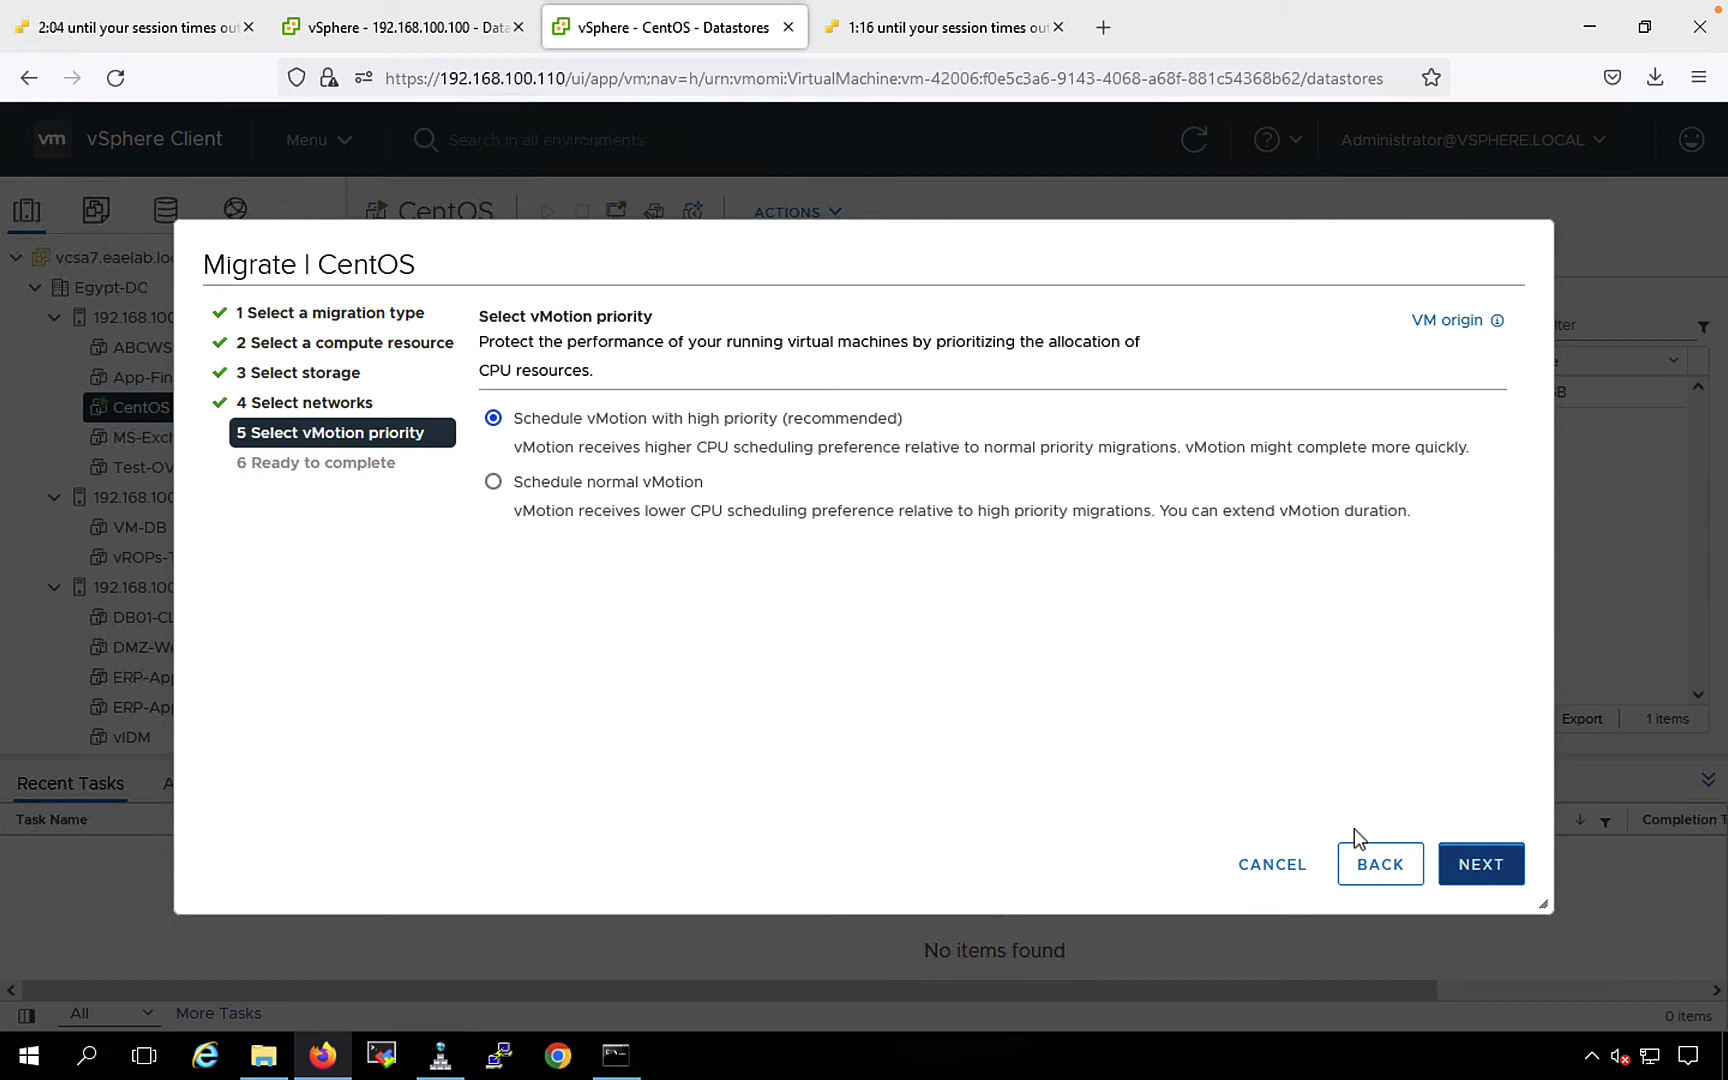 2:04 until your session times ou
vSphere - 192.168.100.100 - Data
vSphere - CentOS - Datastores
1:16 until your session times out
https://192.168.100.110/ui/app/vm;nav=h/urn:vmomi:VirtualMachine:vm-42006:f0e5c3a6-9143-4068-a68f-881c54368b62/datastores
vm vSphere Client Menu Search in all environments Administrator@VSPHERE.LOCAL
CentOS ACTIONS
vcsa7.eaelab.lo
Egypt-DC
192.168.100
ABCWS
App-Fin
CentOS
MS-Exch
Test-OV
192.168.100
VM-DB
vROPs-T
192.168.100
DB01-CL
DMZ-We
ERP-App
ERP-App
vIDM
Migrate | CentOS
1 Select a migration type
2 Select a compute resource
3 Select storage
4 Select networks
5 Select vMotion priority
6 Ready to complete
Select vMotion priority
VM origin
Protect the performance of your running virtual machines by prioritizing the allocation of
CPU resources.
Schedule vMotion with high priority (recommended)
vMotion receives higher CPU scheduling preference relative to normal priority migrations. vMotion might complete more quickly.
Schedule normal vMotion
vMotion receives lower CPU scheduling preference relative to high priority migrations. You can extend vMotion duration.
CANCEL BACK NEXT
Export 1 items
Recent Tasks
Task Name
Completion T
No items found
All More Tasks
0 items